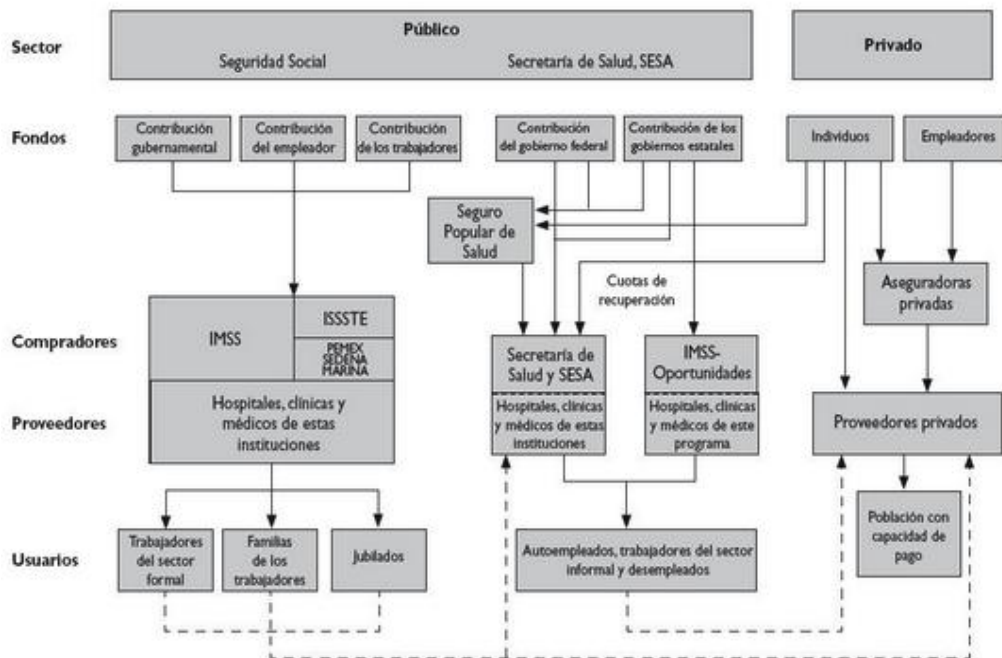 Sector
Público
Seguridad Social
Secretaría de Salud, SESA
Privado
Fondos
Contribución
gubernamental
Contribución
del empleador
Contribución
de los trabajadores
Contribución
del gobierno federal
Contribución de los
gobiernos estatales
Individuos
Empleadores
Seguro
Popular de
Salud
Cuotas de
recuperación
Aseguradoras
privadas
Compradores
IMSS
ISSSTE
PEMEX
SEDENA
MARINA
Secretaría de
Salud y SESA
IMSS-
Oportunidades
Proveedores
Hospitales, clínicas y
médicos de estas
instituciones
Hospitales, clínicas
y médicos de estas
instituciones
Hospitales, clínicas
y médicos de este
programa
Proveedores privados
Usuarios
Trabajadores
del sector
formal
Familias
de los
trabajadores
Jubilados
Autoempleados, trabajadores del sector
informal y desempleados
Población con
capacidad de
pago